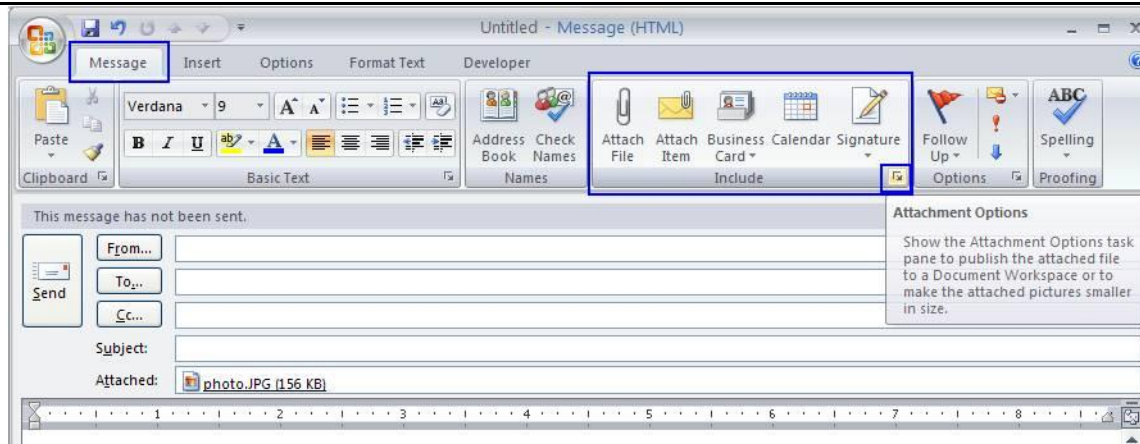 Untitled - Message (HTML)
Message Insert Options Format Text Developer
Verdana 9 A A
Paste
B I U ab A
Address Book
Check Names
Attach File
Attach Item
Business Card
Calendar
Signature
Follow Up
ABC
Spelling
Clipboard Basic Text Names Include Options Proofing
This message has not been sent.
Attachment Options
Show the Attachment Options task
pane to publish the attached file
to a Document Workspace or to
make the attached pictures smaller
in size.
Send
From...
To...
Cc...
Subject:
Attached: photo.JPG (156 KB)
1 2 3 4 5 6 7 8